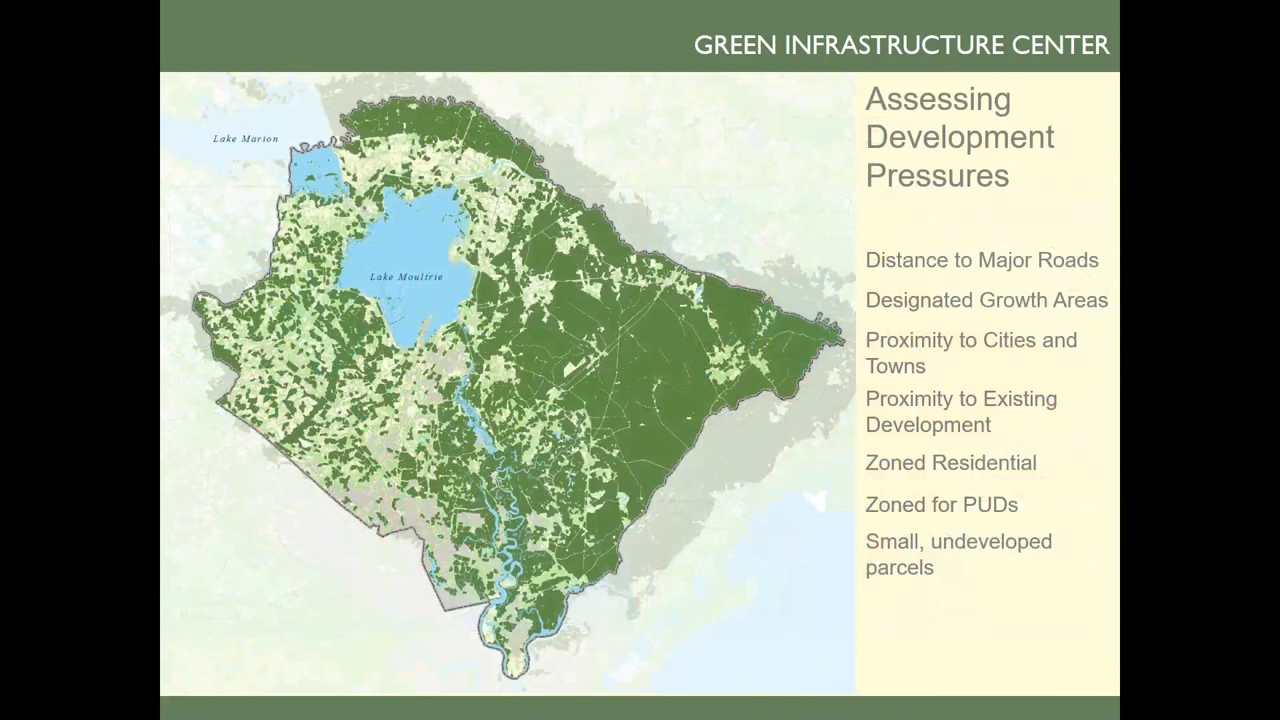 GREEN INFRASTRUCTURE CENTER
Assessing
Development
Pressures
Lake Marion
Lake Moultrie
Distance to Major Roads
Designated Growth Areas
Proximity to Cities and
Towns
Proximity to Existing
Development
Zoned Residential
Zoned for PUDs
Small, undeveloped
parcels